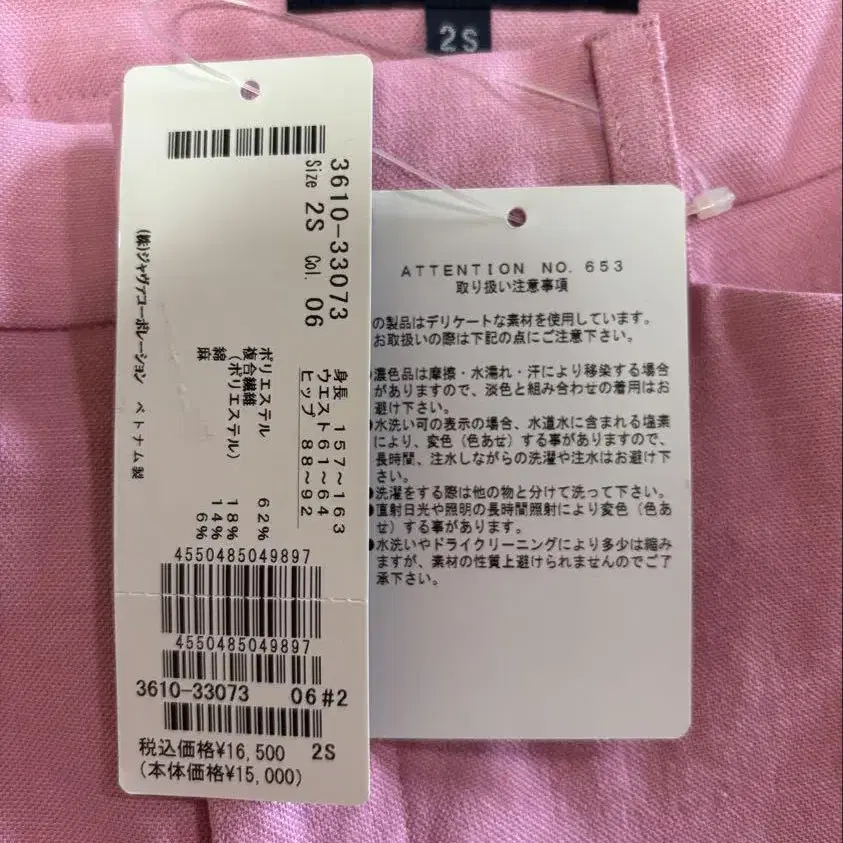 2S
3610-33073
Size 2S Col. 06
身長 157~163
ウエスト61~64
ヒップ 88~92
ポリエステル 62%
複合繊維
(ポリエステル) 18%
綿 14%
麻 6%
(株)ジャヴァコーポレーション ベトナム製
4550485049897
4550485049897
3610-33073 06#2
税込価格¥16,500 2S
(本体価格¥15,000)
ATTENTION NO. 653
取り扱い注意事項
の製品はデリケートな素材を使用しています。
お取扱いの際は下記の点にご注意下さい。
濃色品は摩擦・水濡れ・汗により移染する場合
がありますので、淡色と組み合わせの着用はお
避け下さい。
●水洗い可の表示の場合、水道水に含まれる塩素
により、変色(色あせ)する事がありますので、
長時間、注水しながらの洗濯や注水はお避け下
さい。
●洗濯をする際は他の物と分けて洗って下さい。
●直射日光や照明の長時間照射により変色(色あ
せ)する事があります。
●水洗いやドライクリーニングにより多少は縮み
ますが、素材の性質上避けられませんのでご了
承下さい。